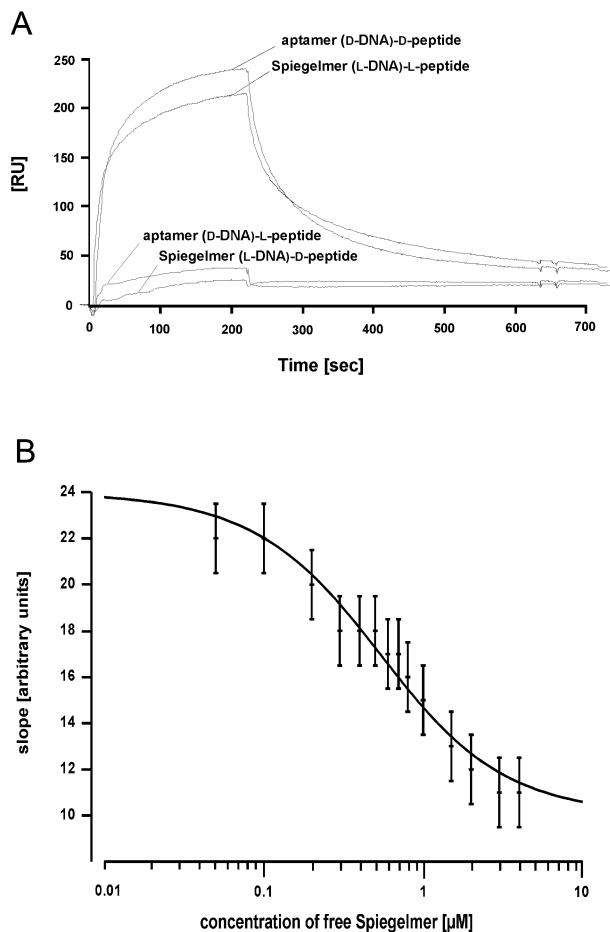 A
aptamer (D-DNA)-D-peptide
Spiegelmer (L-DNA)-L-peptide
250
200
150
100
50
0
[RU]
aptamer (D-DNA)-L-peptide
Spiegelmer (L-DNA)-D-peptide
0 100 200 300 400 500 600 700
Time [sec]
B
24
22
20
18
16
14
12
10
slope [arbitrary units]
0.01 0.1 1 10
concentration of free Spiegelmer [µM]